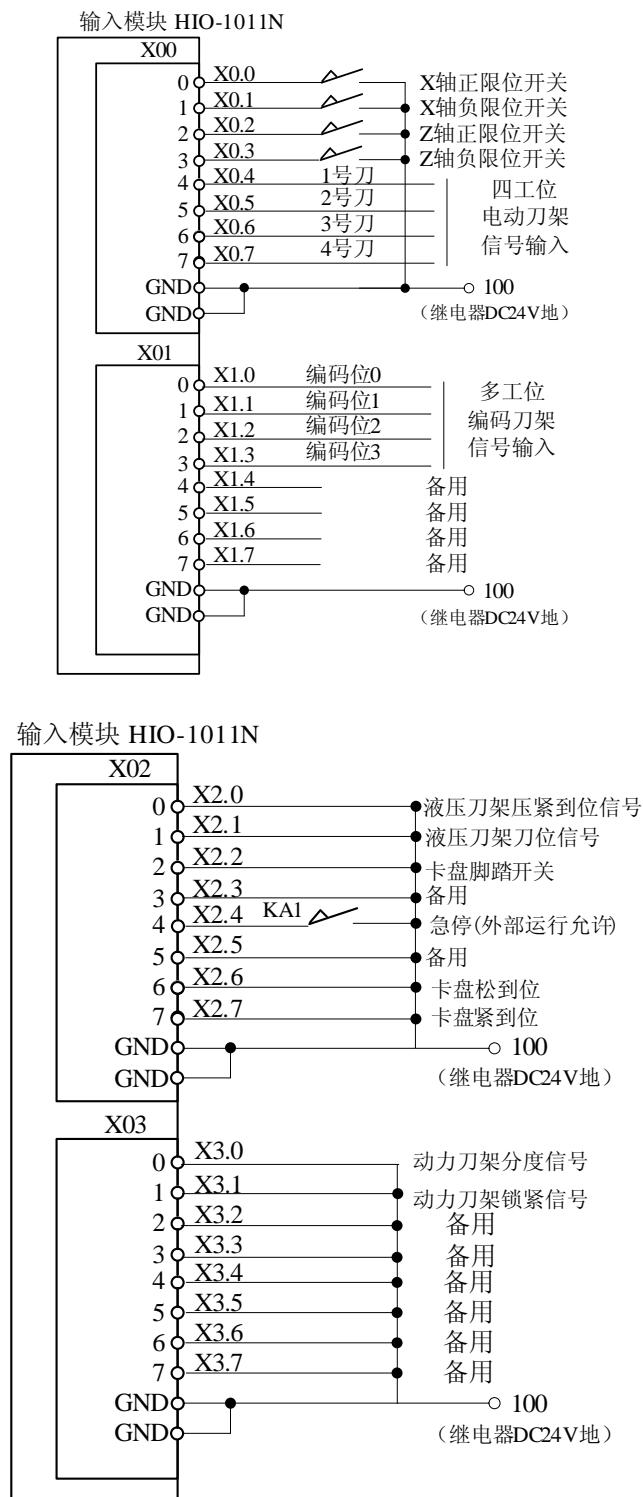 输入模块 HIO-1011N
X00
0 X0.0 X轴正限位开关
1 X0.1 X轴负限位开关
2 X0.2 Z轴正限位开关
3 X0.3 Z轴负限位开关
4 X0.4 1号刀 四工位
5 X0.5 2号刀 电动刀架
6 X0.6 3号刀 信号输入
7 X0.7 4号刀
GND 100
GND （继电器DC24V地）
X01
0 X1.0 编码位0 多工位
1 X1.1 编码位1 编码刀架
2 X1.2 编码位2 信号输入
3 X1.3 编码位3
4 X1.4 备用
5 X1.5 备用
6 X1.6 备用
7 X1.7 备用
GND 100
GND （继电器DC24V地）
输入模块 HIO-1011N
X02
0 X2.0 液压刀架压紧到位信号
1 X2.1 液压刀架刀位信号
2 X2.2 卡盘脚踏开关
3 X2.3 备用
4 X2.4 KA1 急停(外部运行允许)
5 X2.5 备用
6 X2.6 卡盘松到位
7 X2.7 卡盘紧到位
GND 100
GND （继电器DC24V地）
X03
0 X3.0 动力刀架分度信号
1 X3.1 动力刀架锁紧信号
2 X3.2 备用
3 X3.3 备用
4 X3.4 备用
5 X3.5 备用
6 X3.6 备用
7 X3.7 备用
GND 100
GND （继电器DC24V地）